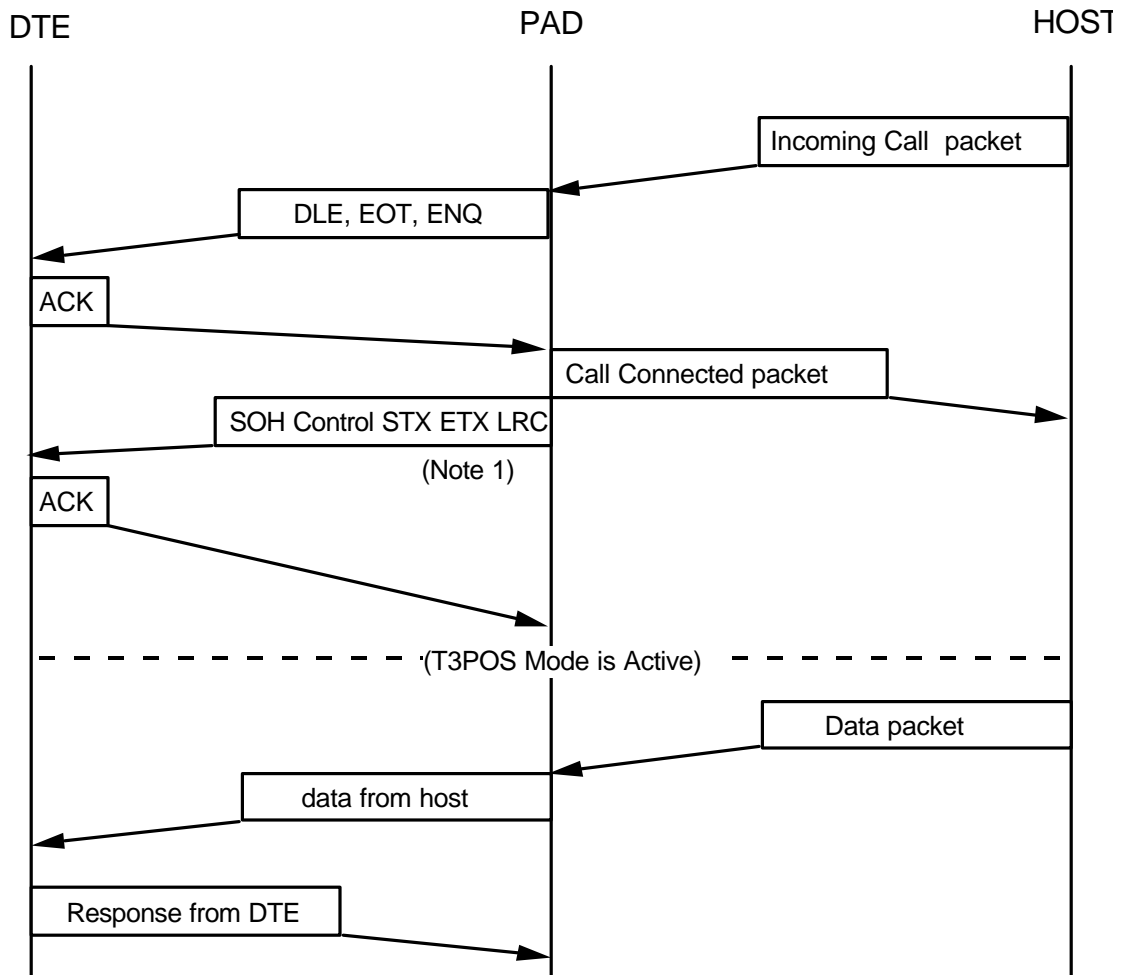 DTE PAD HOST
Incoming Call packet
DLE, EOT, ENQ
ACK
Call Connected packet
SOH Control STX ETX LRC
(Note 1)
ACK
(T3POS Mode is Active)
Data packet
data from host
Response from DTE